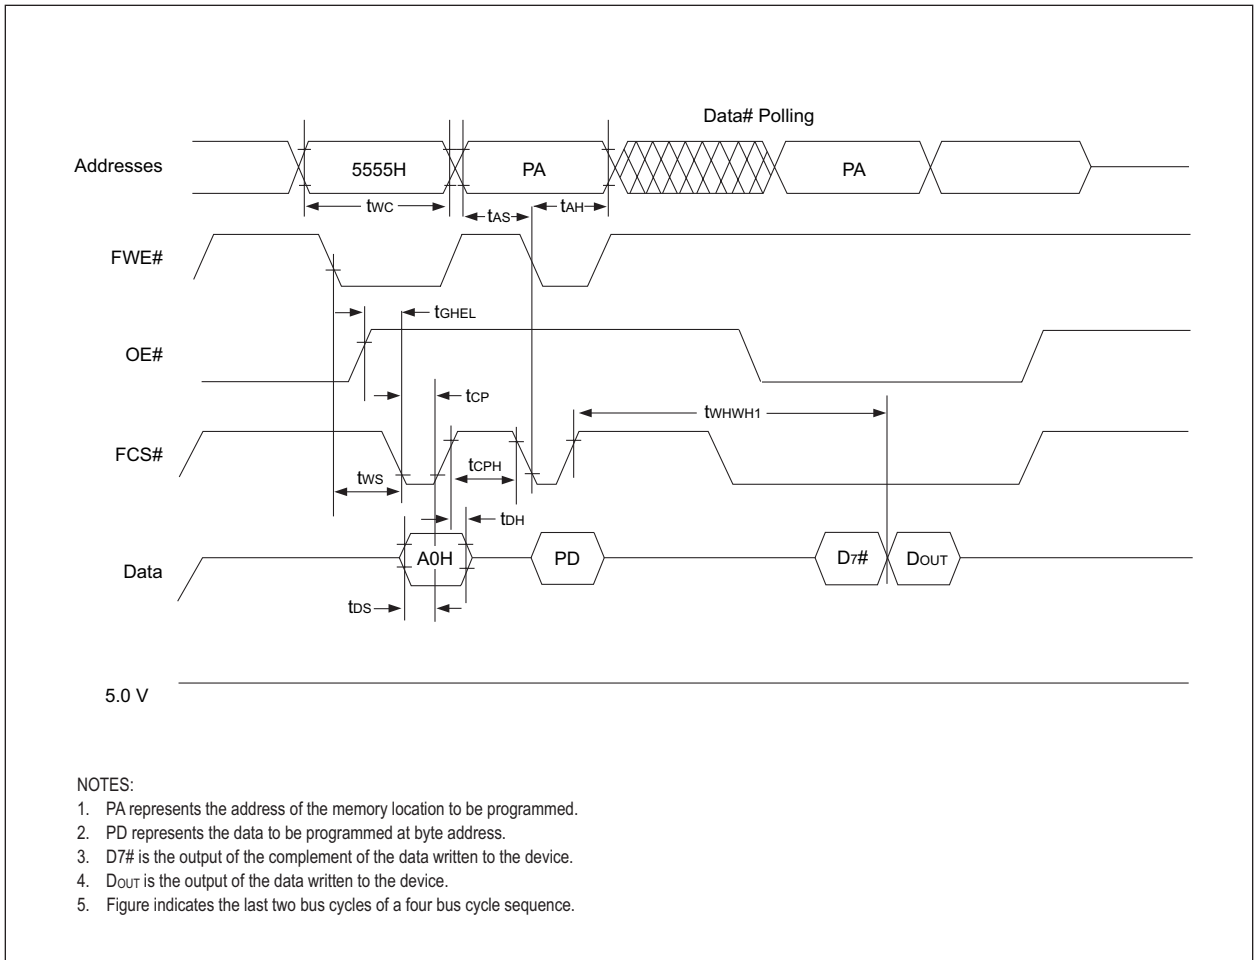 Data# Polling
Addresses
5555H
PA
PA
tWC
tAS
tAH
FWE#
tGHEL
OE#
tCP
tWHWH1
FCS#
tWS
tCPH
tDH
Data
A0H
PD
D7#
DOUT
tDS
5.0 V
NOTES:
1. PA represents the address of the memory location to be programmed.
2. PD represents the data to be programmed at byte address.
3. D7# is the output of the complement of the data written to the device.
4. DOUT is the output of the data written to the device.
5. Figure indicates the last two bus cycles of a four bus cycle sequence.